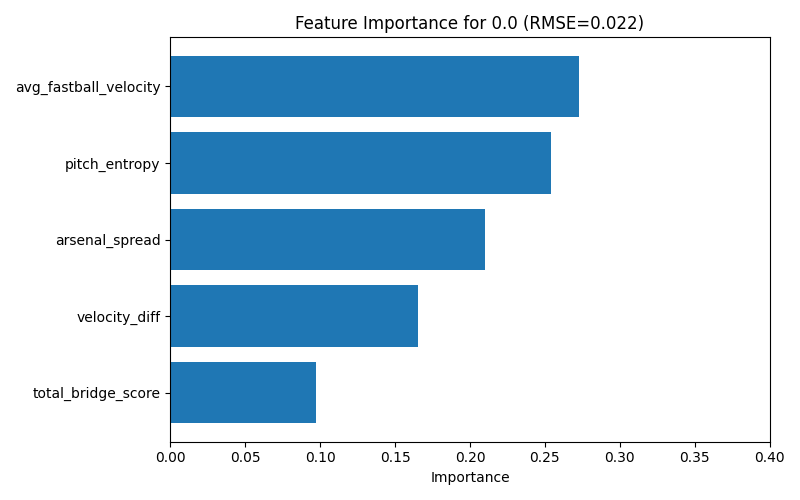 Feature Importance for 0.0 (RMSE=0.022)
avg_fastball_velocity
pitch_entropy
arsenal_spread
velocity_diff
total_bridge_score
0.00 0.05 0.10 0.15 0.20 0.25 0.30 0.35 0.40
Importance